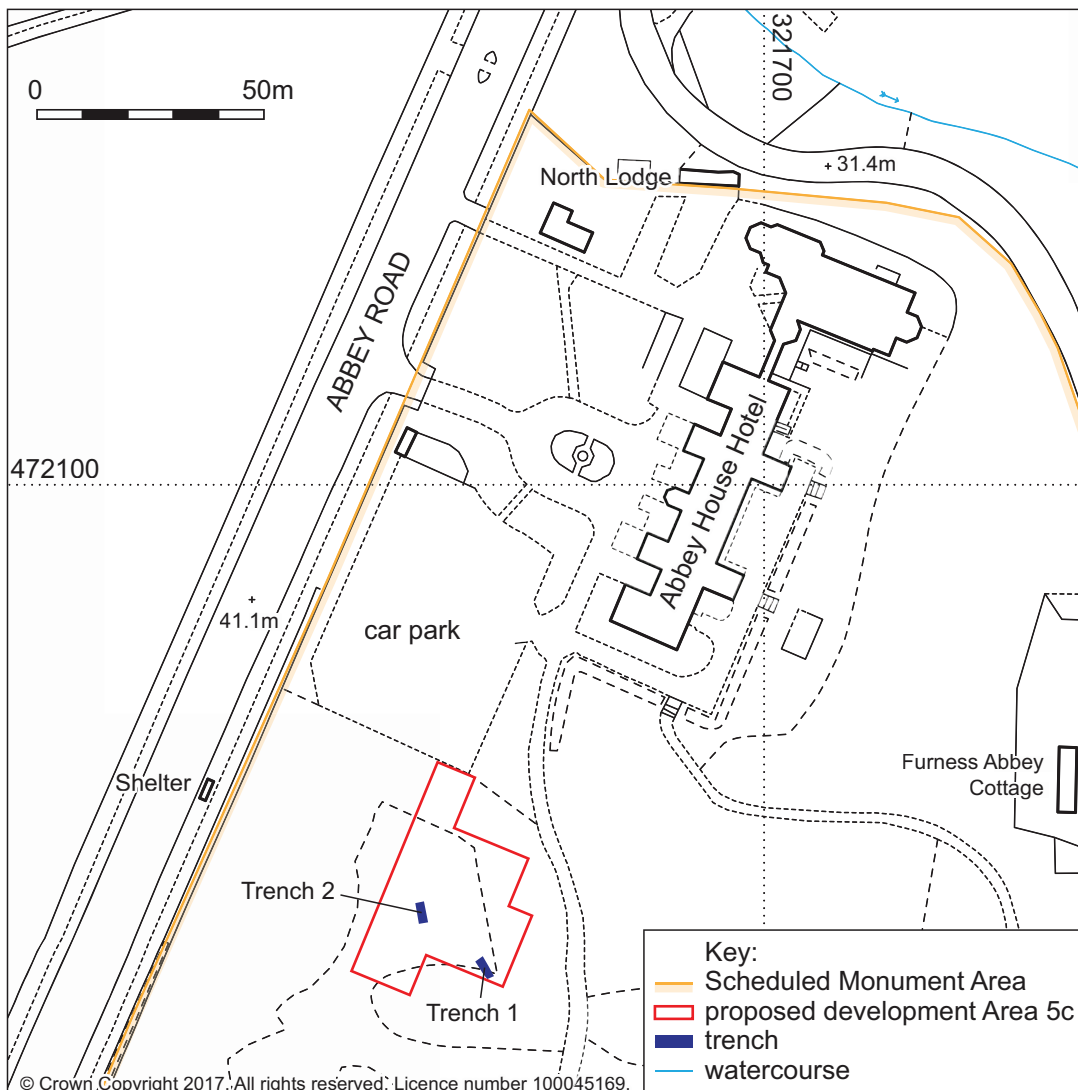 0 50m
321700
+ 31.4m
North Lodge
ABBEY ROAD
472100
Abbey House Hotel
+
41.1m
car park
Shelter
Furness Abbey
Cottage
Trench 2
Trench 1
Key:
Scheduled Monument Area
proposed development Area 5c
trench
watercourse
© Crown Copyright 2017. All rights reserved. Licence number 100045169.